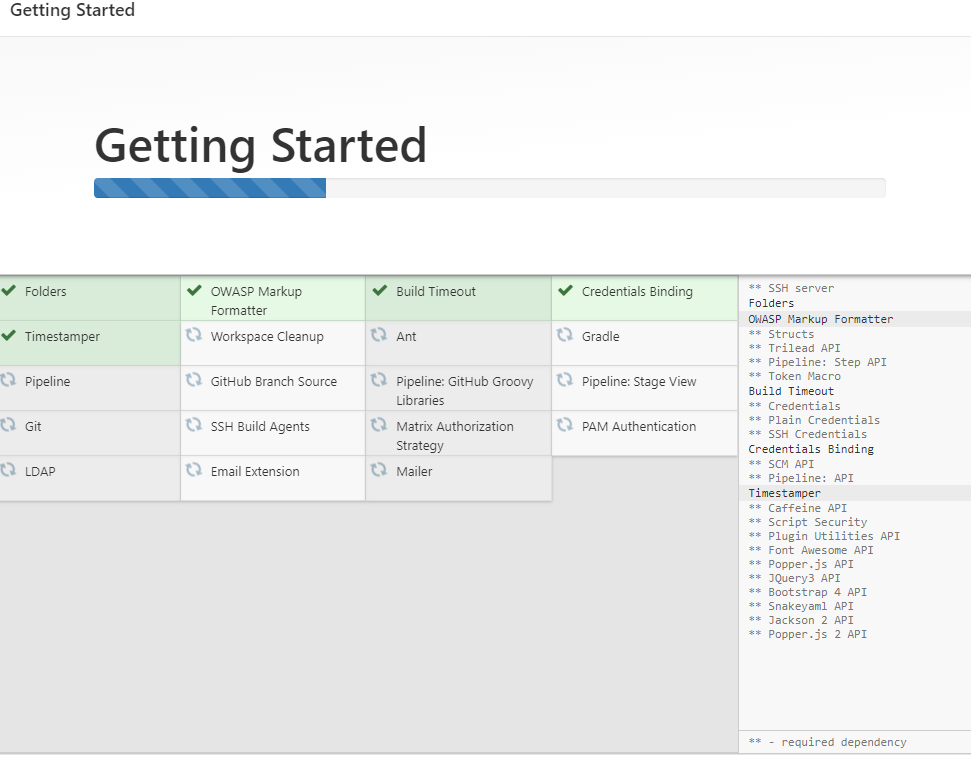 Getting Started
Getting Started
Folders
OWASP Markup
Formatter
Build Timeout
Credentials Binding
Timestamper
Workspace Cleanup
Ant
Gradle
Pipeline
GitHub Branch Source
Pipeline: GitHub Groovy
Libraries
Pipeline: Stage View
Git
SSH Build Agents
Matrix Authorization
Strategy
PAM Authentication
LDAP
Email Extension
Mailer
** SSH server
Folders
OWASP Markup Formatter
** Structs
** Trilead API
** Pipeline: Step API
** Token Macro
Build Timeout
** Credentials
** Plain Credentials
** SSH Credentials
Credentials Binding
** SCM API
** Pipeline: API
Timestamper
** Caffeine API
** Script Security
** Plugin Utilities API
** Font Awesome API
** Popper.js API
** JQuery3 API
** Bootstrap 4 API
** Snakeyaml API
** Jackson 2 API
** Popper.js 2 API
** - required dependency